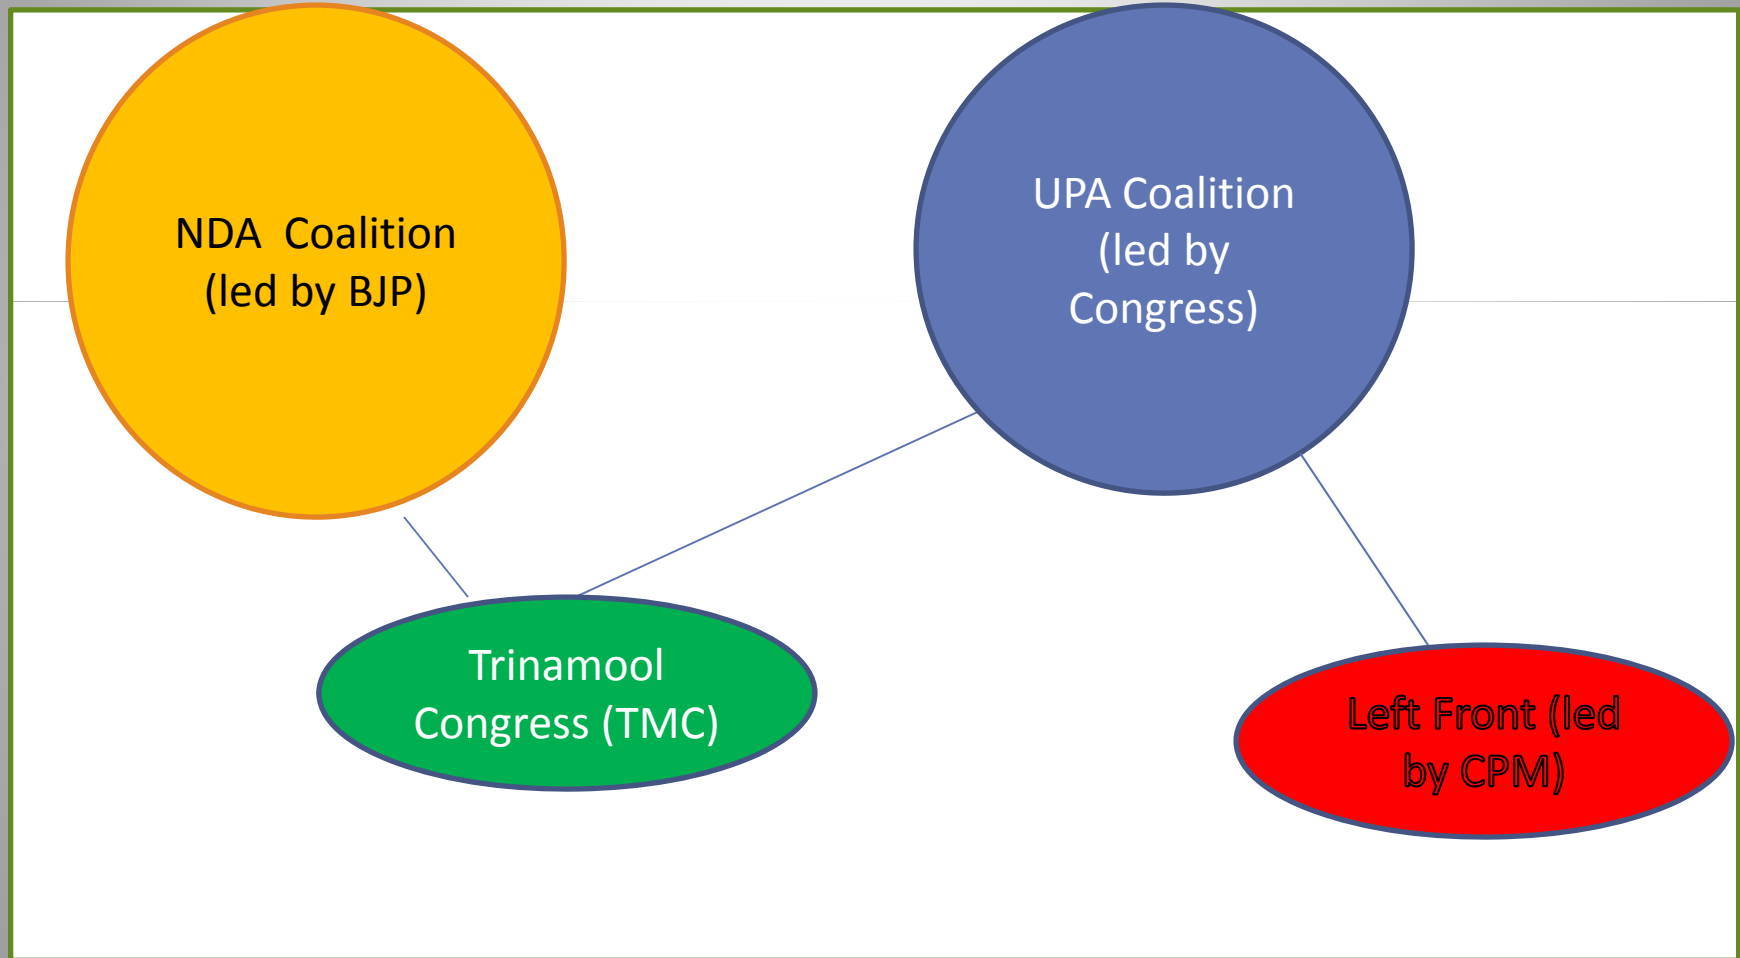 NDA  Coalition
(led by BJP)
UPA Coalition
(led by
Congress)
Trinamool
Congress (TMC)
Left Front (led
by CPM)